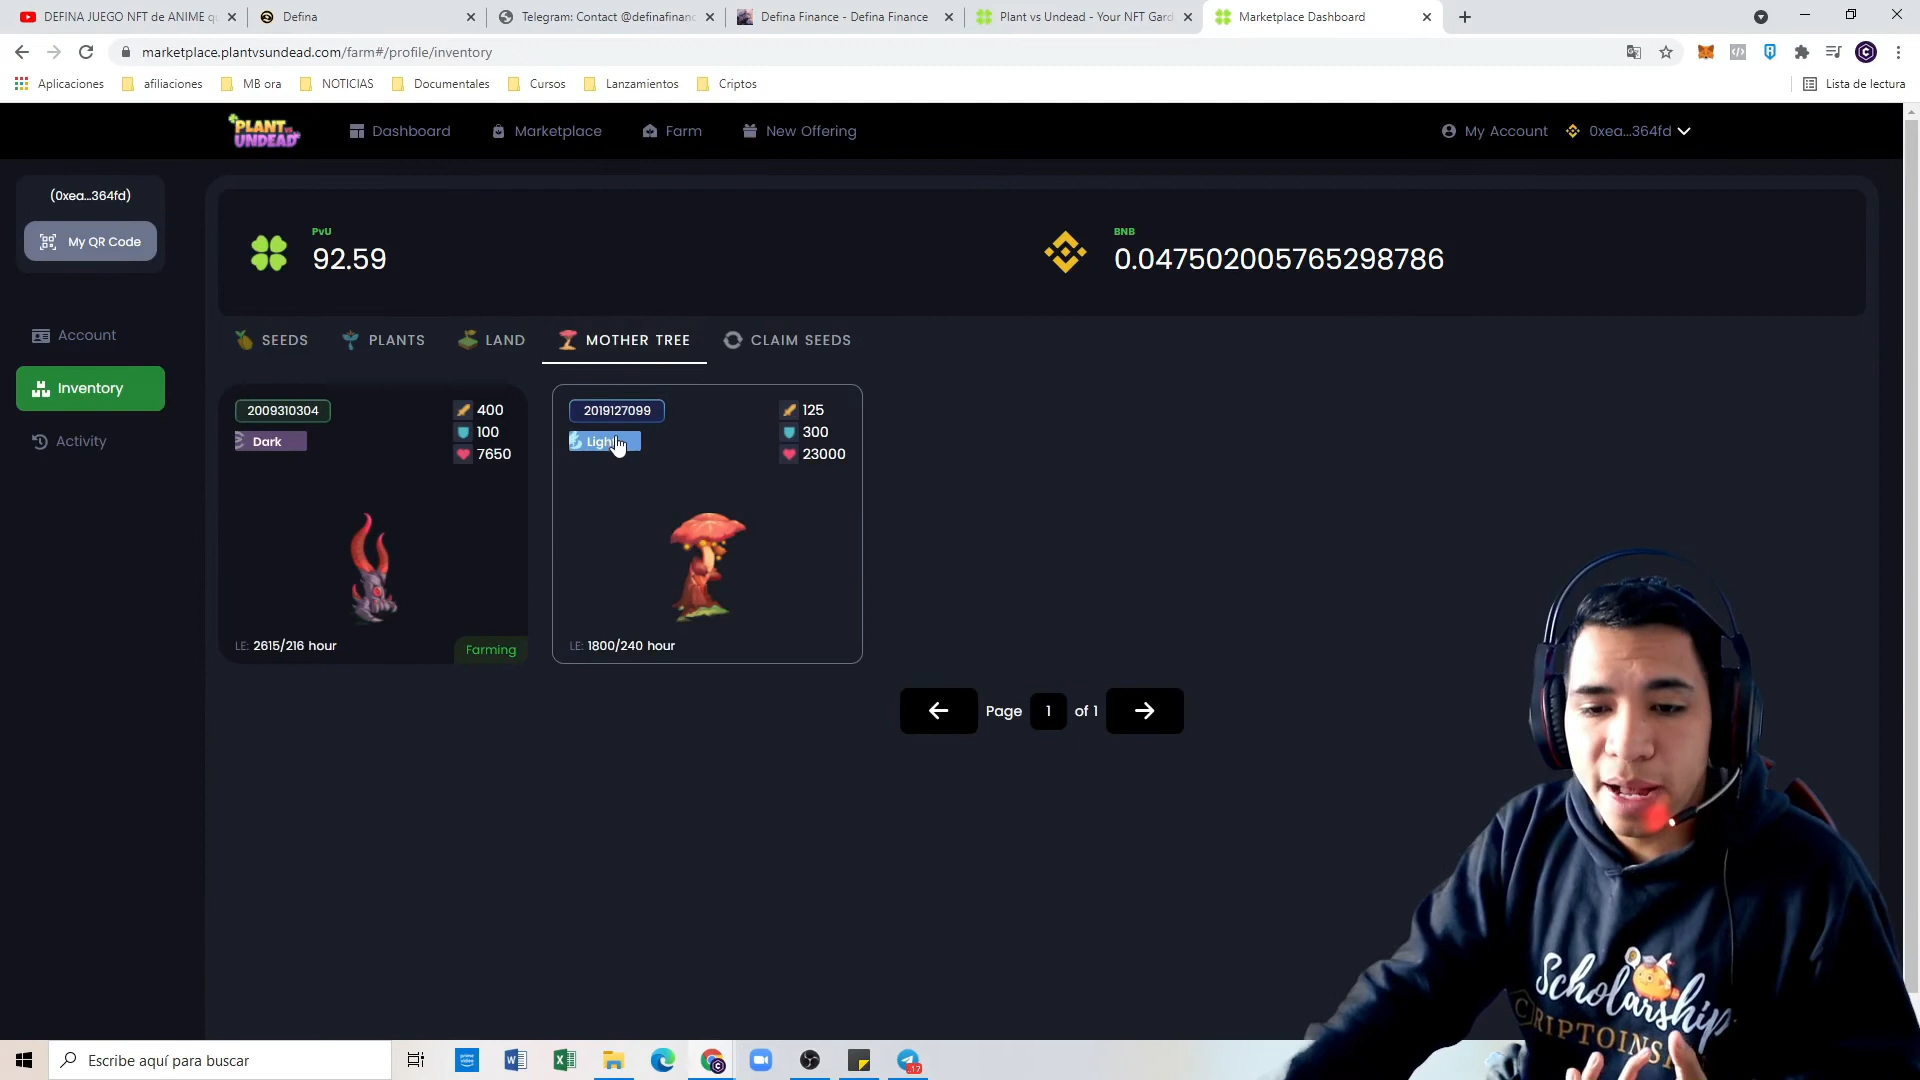 DEFINA JUEGO NFT de ANIME
Defina
Telegram: Contact @definafinanc
Defina Finance - Defina Finance
Plant vs Undead - Your NFT Gard
Marketplace Dashboard
marketplace.plantvsundead.com/farm#/profile/inventory
Aplicaciones
afiliaciones
MB ora
NOTICIAS
Documentales
Cursos
Lanzamientos
Criptos
Lista de lectura
PLANT VS UNDEAD
Dashboard
Marketplace
Farm
New Offering
My Account
0xea...364fd
(0xea...364fd)
My QR Code
Account
Inventory
Activity
PvU
92.59
BNB
0.047502005765298786
SEEDS
PLANTS
LAND
MOTHER TREE
CLAIM SEEDS
2009310304
Dark
400
100
7650
LE: 2615/216 hour
Farming
2019127099
Light
125
300
23000
LE: 1800/240 hour
Page 1 of 1
Scholarship
Escribe aquí para buscar
17